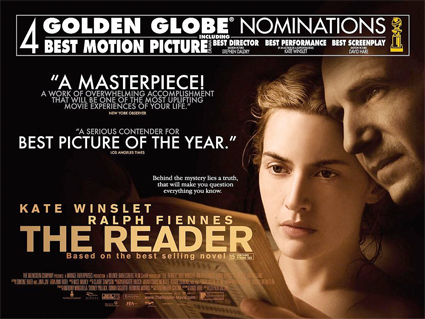 4 GOLDEN GLOBE® NOMINATIONS
BEST MOTION PICTURE INCLUDING BEST DIRECTOR BEST PERFORMANCE BEST SCREENPLAY
STEPHEN DALDRY KATE WINSLET DAVID HARE
“A MASTERPIECE!
A WORK OF OVERWHELMING ACCOMPLISHMENT
THAT WILL BE ONE OF THE MOST UPLIFTING
MOVIE EXPERIENCES OF YOUR LIFE.”
NEW YORK OBSERVER
“A SERIOUS CONTENDER FOR
BEST PICTURE OF THE YEAR.”
LOS ANGELES TIMES
Behind the mystery lies a truth,
that will make you question
everything you know.
KATE WINSLET
RALPH FIENNES
THE READER
Based on the best selling novel